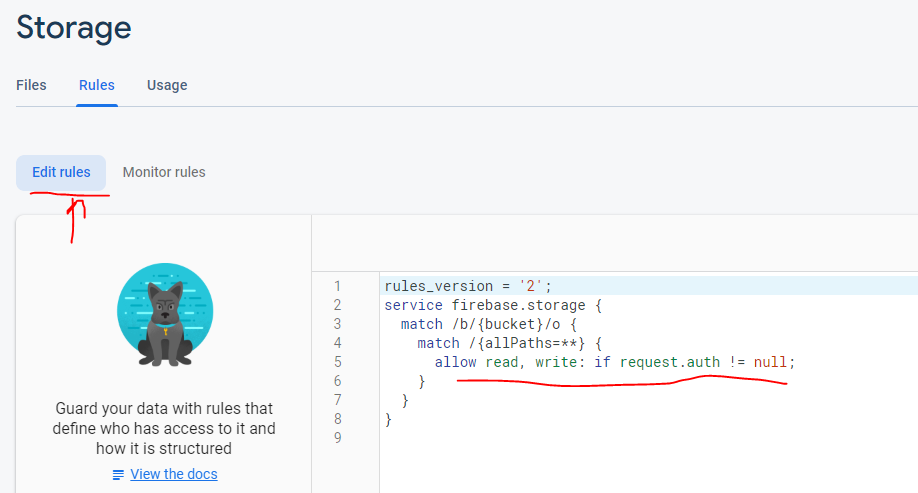 Storage
Files Rules Usage
Edit rules Monitor rules
Guard your data with rules that
define who has access to it and
how it is structured
View the docs
1 rules_version = '2';
2 service firebase.storage {
3 match /b/{bucket}/o {
4 match /{allPaths=**} {
5 allow read, write: if request.auth != null;
6 }
7 }
8 }
9